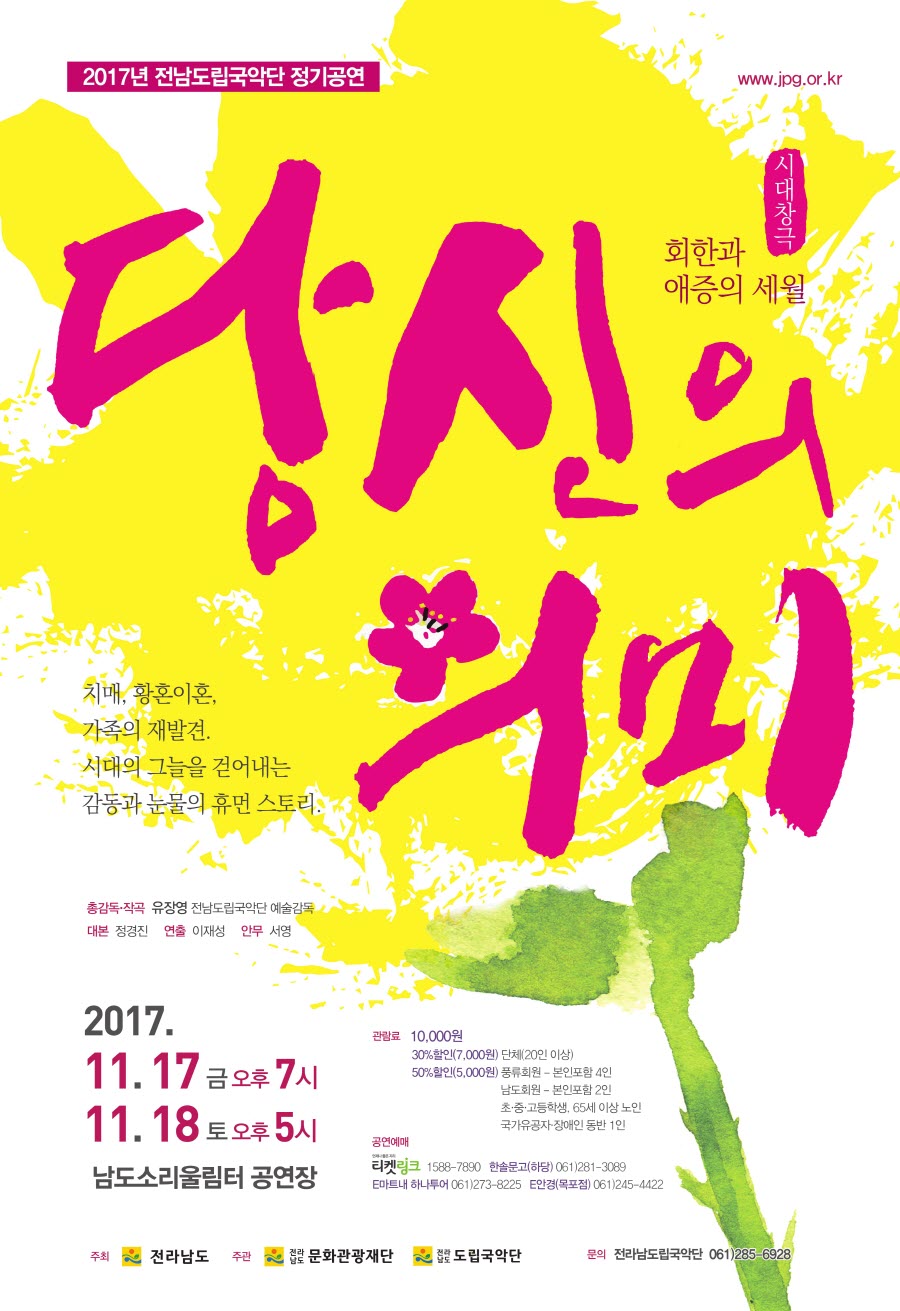 2017년 전남도립국악단 정기공연
www.jpg.or.kr
시대창극
회한과
애증의 세월
당신의
의미
치매, 황혼이혼,
가족의 재발견.
시대의 그늘을 걷어내는
감동과 눈물의 휴먼 스토리.
총감독·작곡 유장영 전남도립국악단 예술감독
대본 정경진 연출 이재성 안무 서영
2017.
11. 17 금 오후 7시
11. 18 토 오후 5시
남도소리울림터 공연장
관람료 10,000원
30%할인(7,000원) 단체(20인 이상)
50%할인(5,000원) 풍류회원 – 본인포함 4인
남도회원 – 본인포함 2인
초·중·고등학생, 65세 이상 노인
국가유공자·장애인 동반 1인
공연예매
티켓링크 1588-7890 한솔문고(하당) 061)281-3089
E마트내 하나투어 061)273-8225 E안경(목포점) 061)245-4422
주최 전라남도 주관 전라남도 문화관광재단 전라남도 도립국악단
문의 전라남도립국악단 061)285-6928